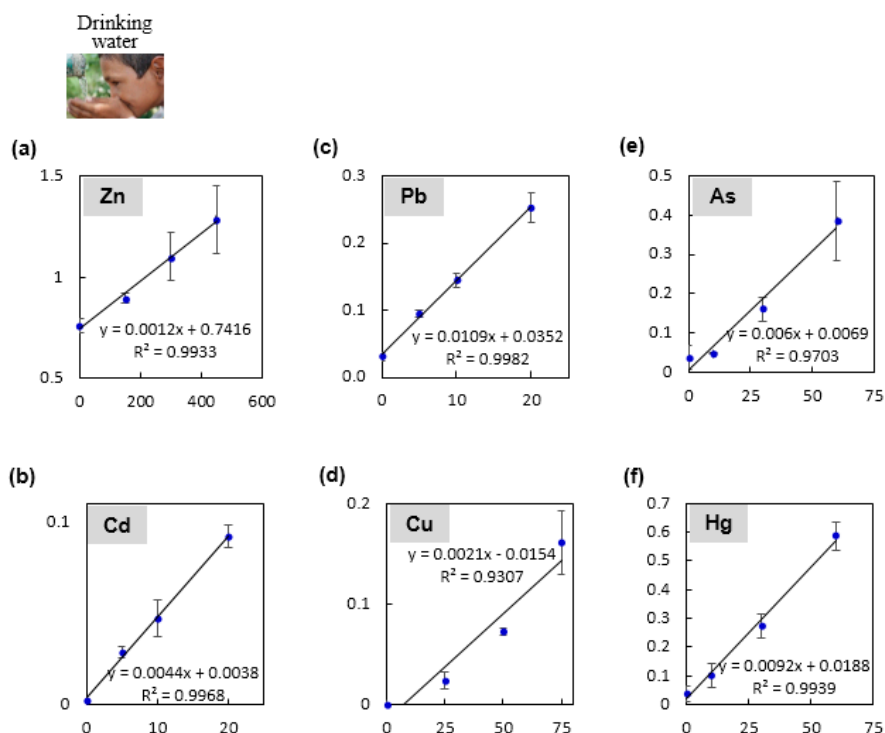 Drinking
water
(a)
Zn
1.5
1
0.5
y = 0.0012x + 0.7416
R² = 0.9933
0 200 400 600
(c)
Pb
0.3
0.2
0.1
0.0
y = 0.0109x + 0.0352
R² = 0.9982
0 10 20
(e)
As
0.5
0.4
0.3
0.2
0.1
0
y = 0.006x + 0.0069
R² = 0.9703
0 25 50 75
(b)
Cd
0.1
0
y = 0.0044x + 0.0038
R² = 0.9968
0 10 20
(d)
Cu
0.2
0.1
0
y = 0.0021x - 0.0154
R² = 0.9307
0 25 50 75
(f)
Hg
0.7
0.6
0.5
0.4
0.3
0.2
0.1
0
y = 0.0092x + 0.0188
R² = 0.9939
0 25 50 75